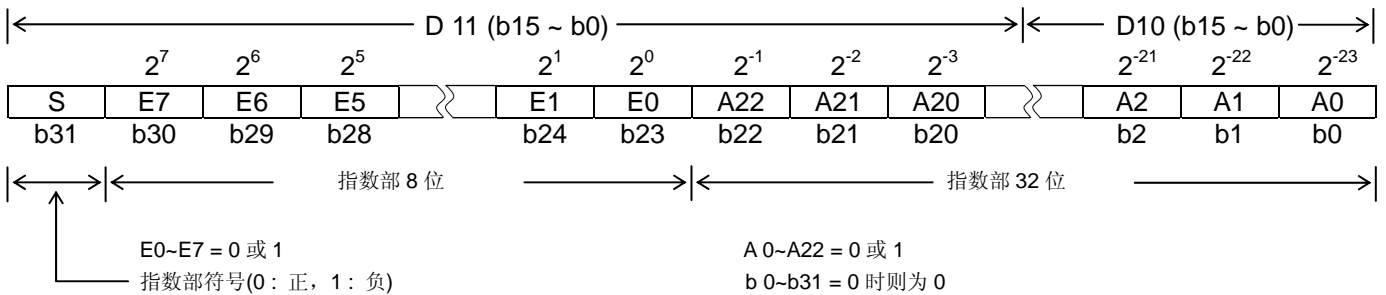 D 11 (b15 ~ b0) D10 (b15 ~ b0)
2^7 2^6 2^5 2^1 2^0 2^-1 2^-2 2^-3 2^-21 2^-22 2^-23
S E7 E6 E5 E1 E0 A22 A21 A20 A2 A1 A0
b31 b30 b29 b28 b24 b23 b22 b21 b20 b2 b1 b0
指数部 8 位 指数部 32 位
E0~E7 = 0 或 1 A 0~A22 = 0 或 1
指数部符号(0 : 正，1 : 负) b 0~b31 = 0 时则为 0